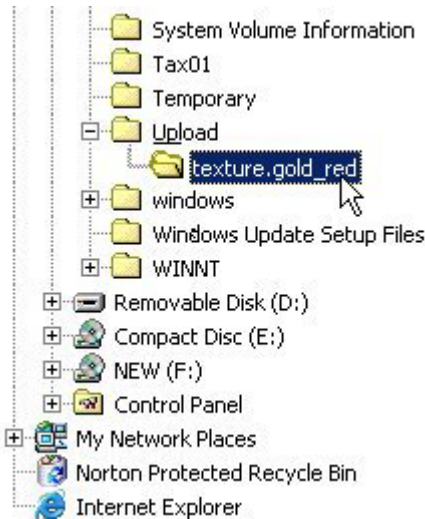 System Volume Information
Tax01
Temporary
Upload
texture.gold_red
windows
Windows Update Setup Files
WINNT
Removable Disk (D:)
Compact Disc (E:)
NEW (F:)
Control Panel
My Network Places
Norton Protected Recycle Bin
Internet Explorer